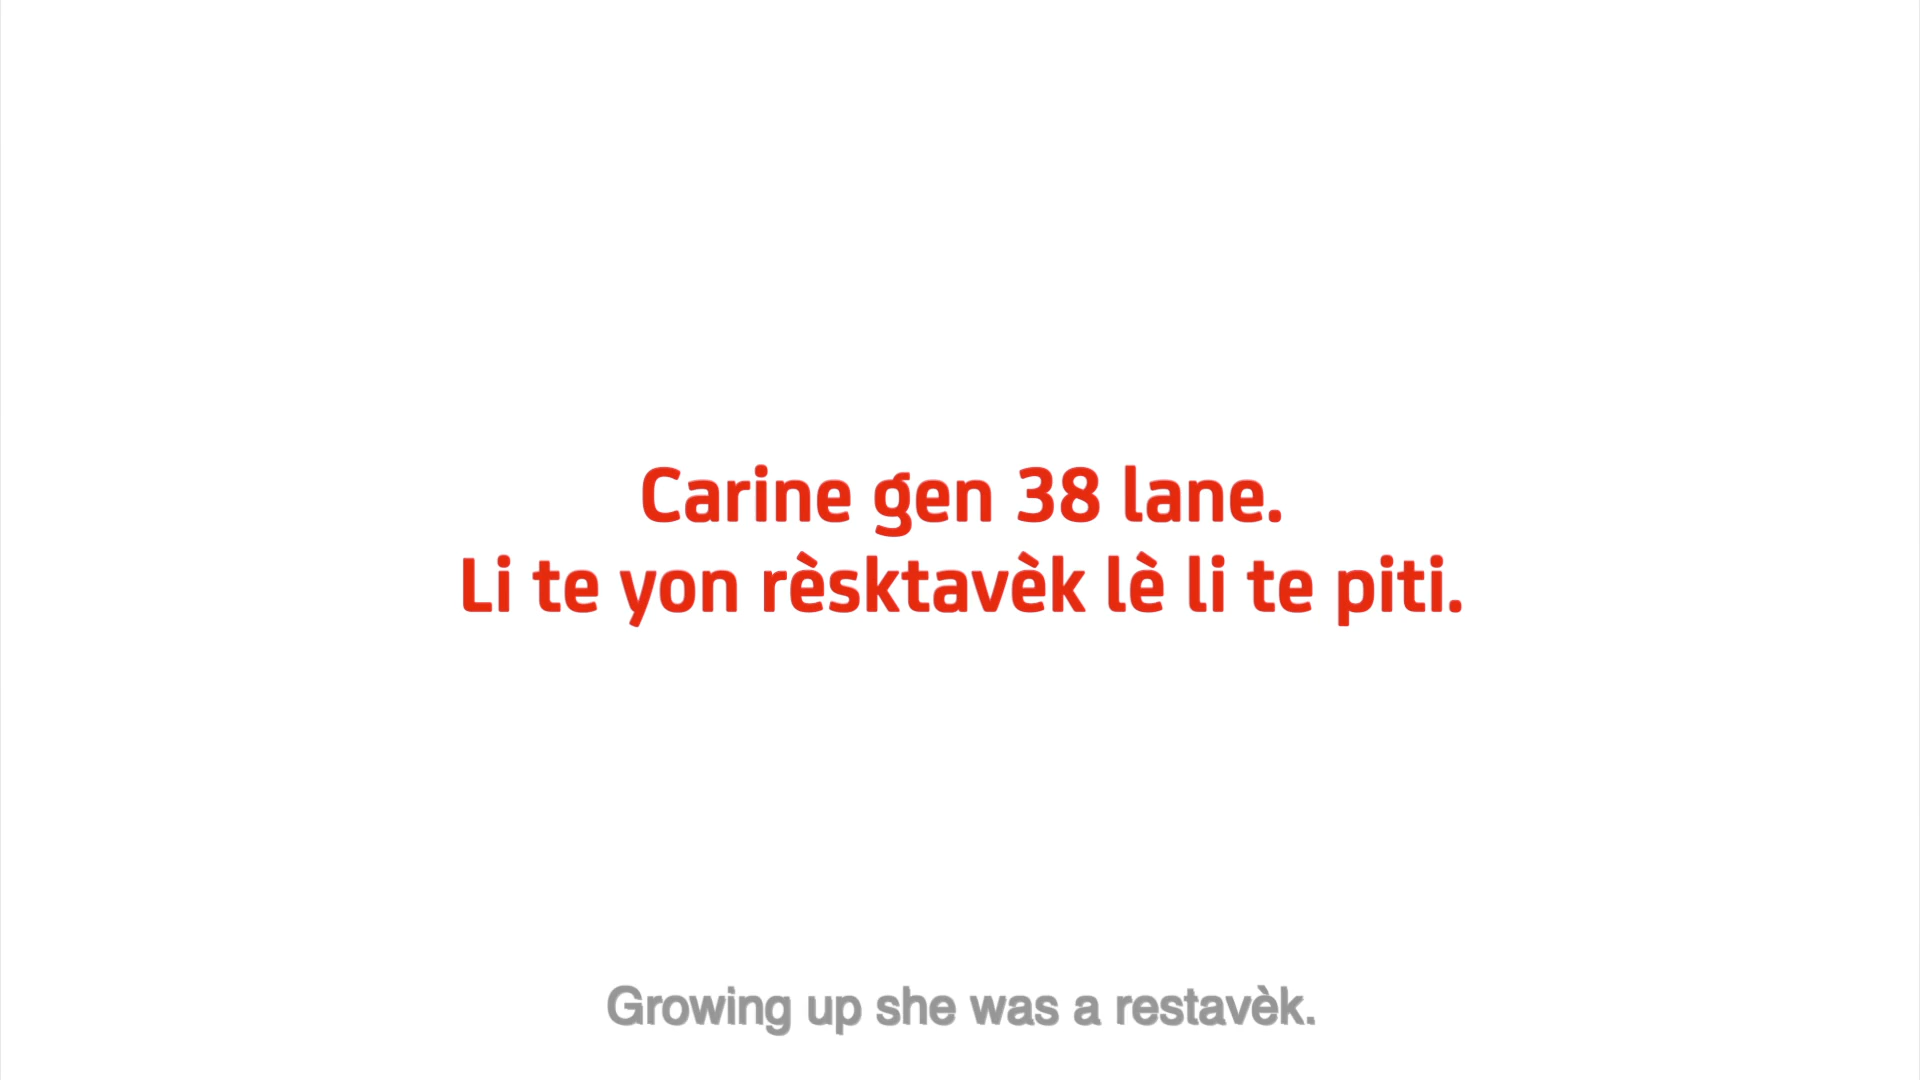 Carine gen 38 lane.
Li te yon rèsktavèk lè li te piti.
Growing up she was a restavèk.